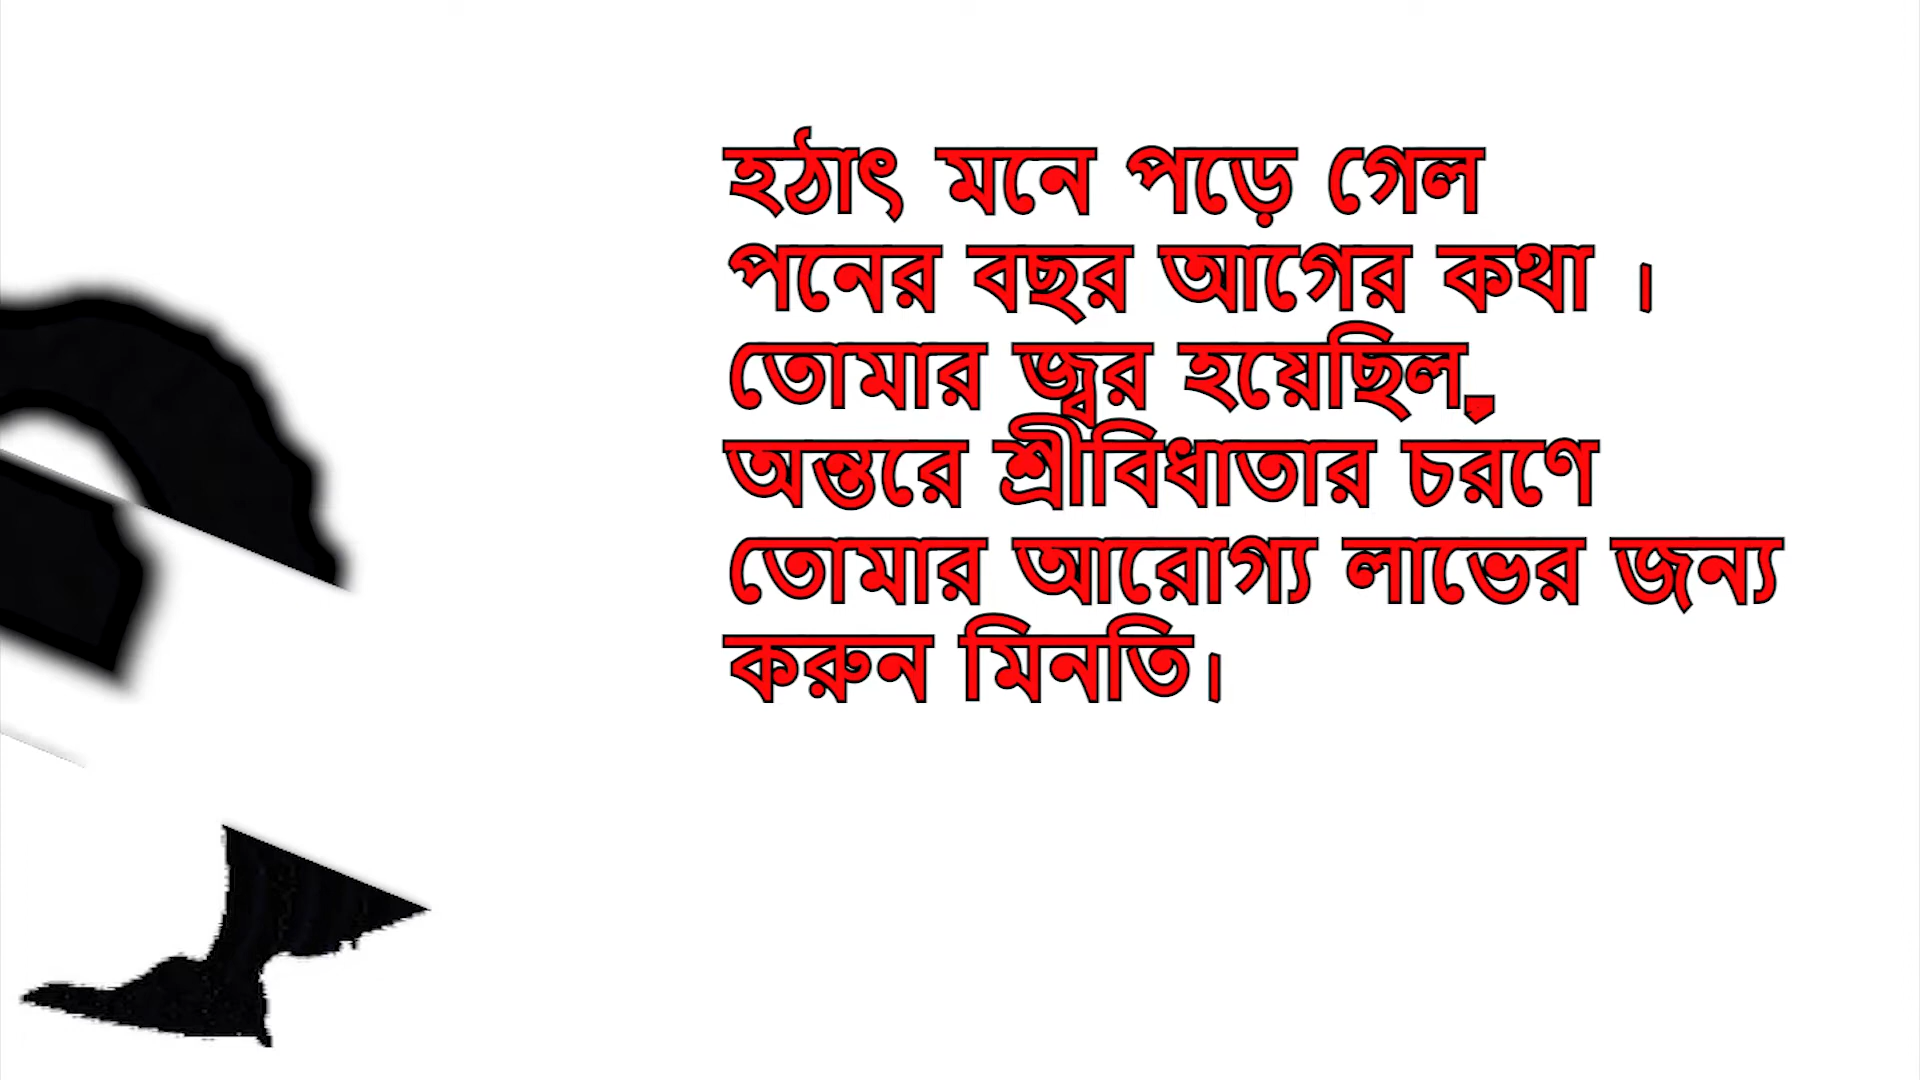 হঠাৎ মনে পড়ে গেল
পনের বছর আগের কথা ।
তোমার জ্বর হয়েছিল,
অন্তরে শ্রীবিধাতার চরণে
তোমার আরোগ্য লাভের জন্য
করুন মিনতি।